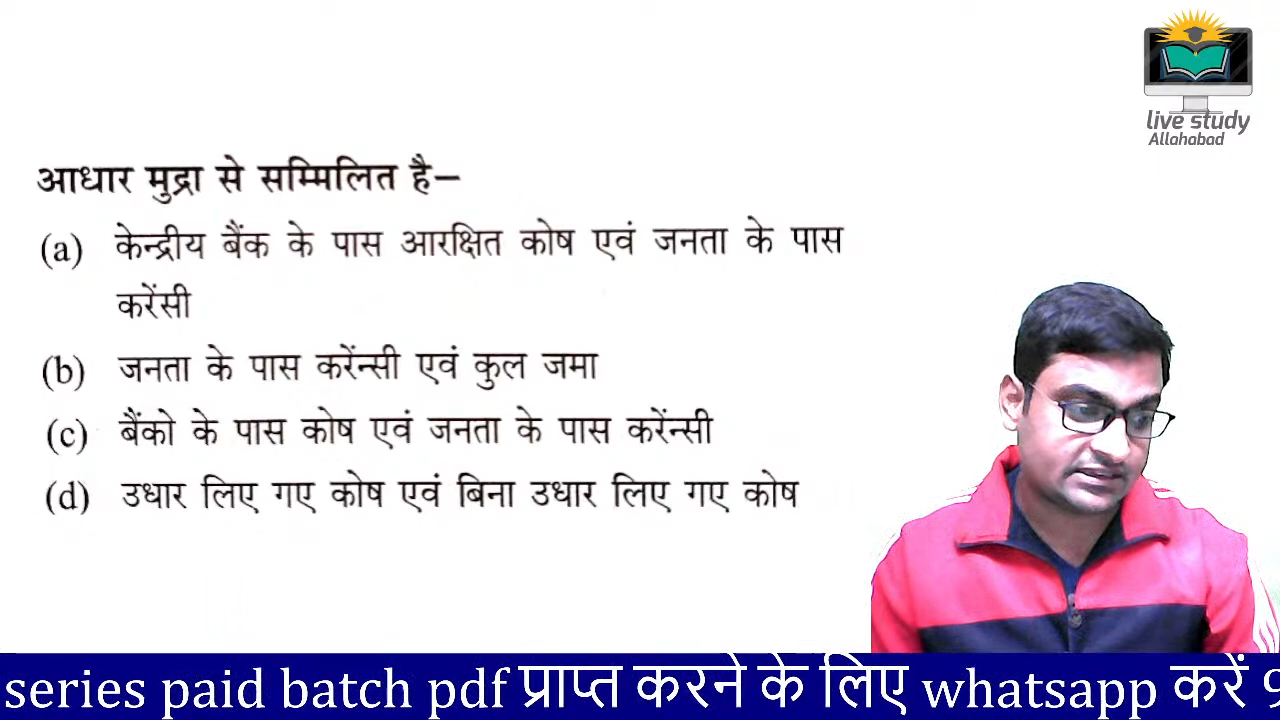 live study
Allahabad
आधार मुद्रा से सम्मिलित है–
(a) केन्द्रीय बैंक के पास आरक्षित कोष एवं जनता के पास
करेंसी
(b) जनता के पास करेंन्सी एवं कुल जमा
(c) बैंको के पास कोष एवं जनता के पास करेंन्सी
(d) उधार लिए गए कोष एवं बिना उधार लिए गए कोष
series paid batch pdf प्राप्त करने के लिए whatsapp करें 9